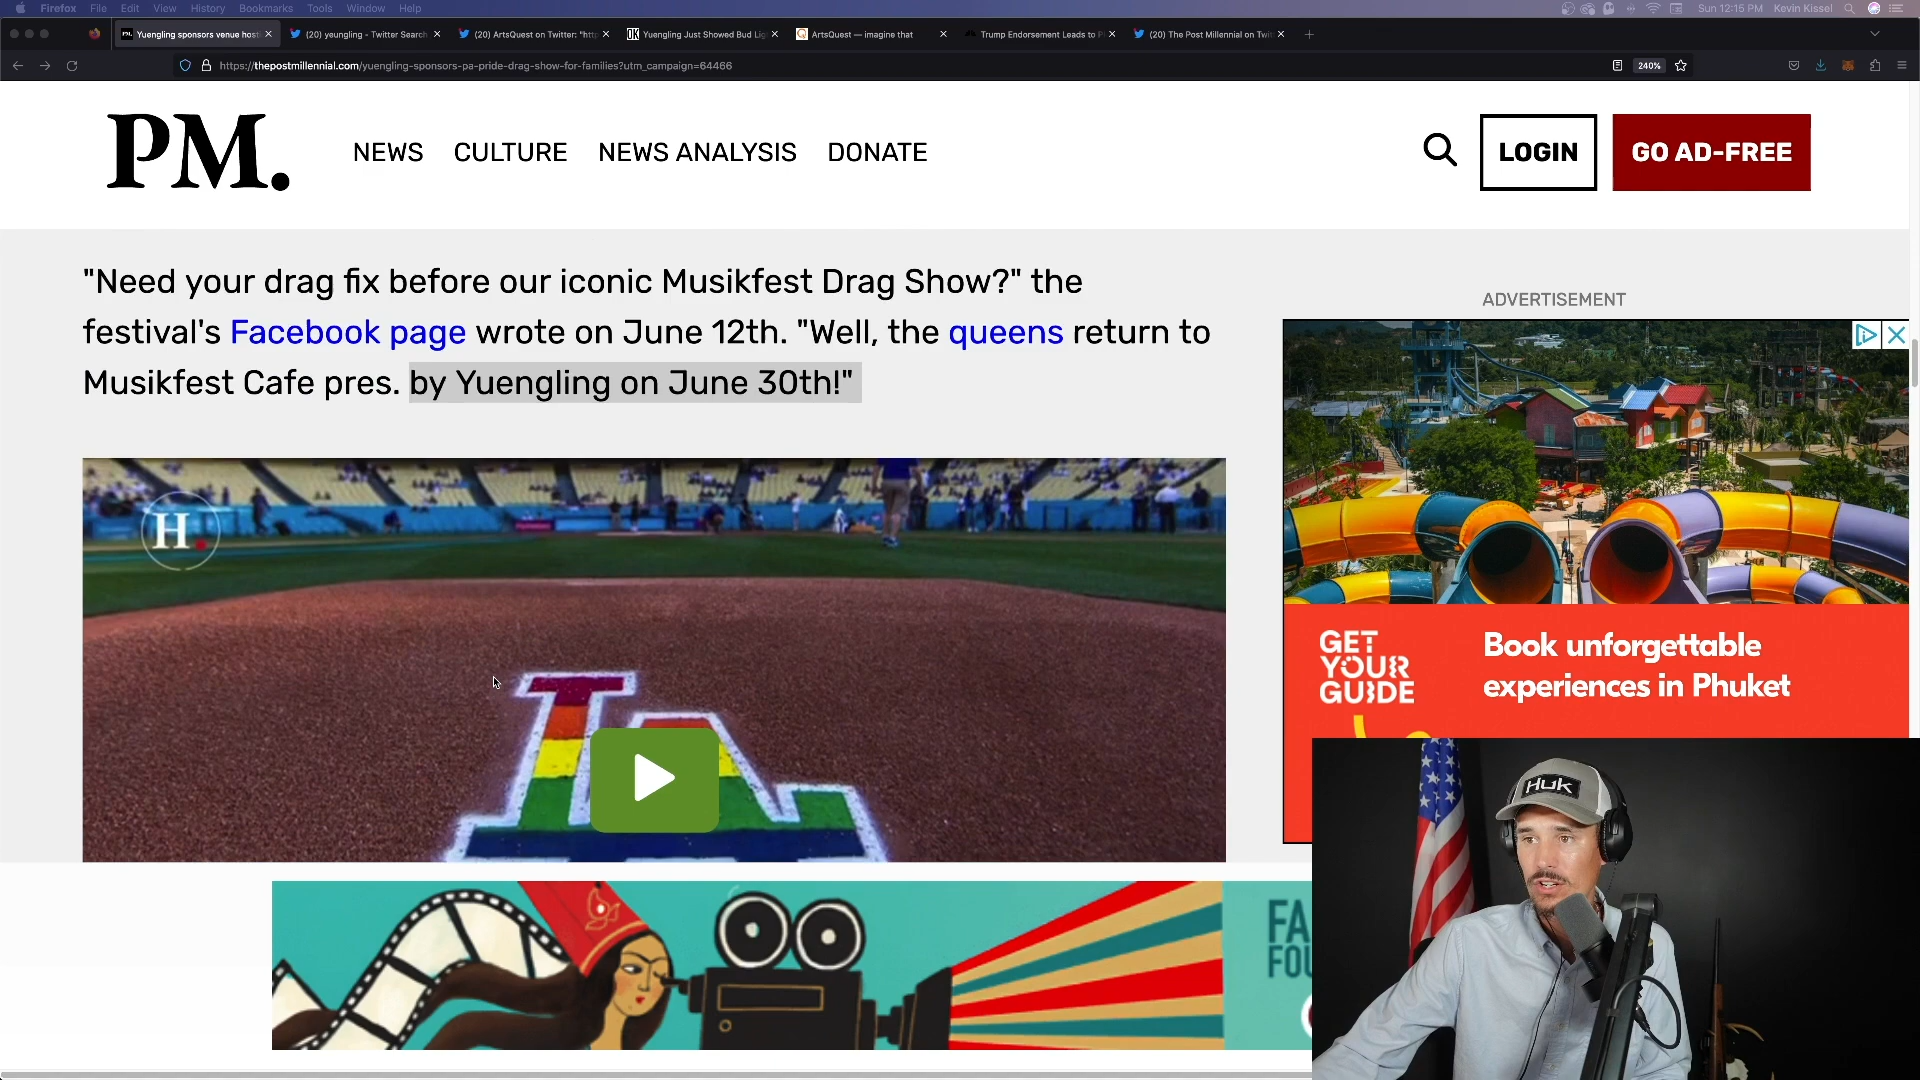 Firefox File Edit View History Bookmarks Tools Window Help Sun 12:15 PM Kevin Kissel
PM. Yuengling sponsors venue host (20) yeungling - Twitter Search (20) ArtsQuest on Twitter: "http OK Yuengling Just Showed Bud Lig ArtsQuest — imagine that Trump Endorsement Leads to P (20) The Post Millennial on Twit
https://thepostmillennial.com/yuengling-sponsors-pa-pride-drag-show-for-families?utm_campaign=64466 240%
PM. NEWS CULTURE NEWS ANALYSIS DONATE LOGIN GO AD-FREE
"Need your drag fix before our iconic Musikfest Drag Show?" the
festival's Facebook page wrote on June 12th. "Well, the queens return to
Musikfest Cafe pres. by Yuengling on June 30th!"
ADVERTISEMENT
H.
LA
GET
YOUR
GUIDE
Book unforgettable
experiences in Phuket
HUK
FA
FOU